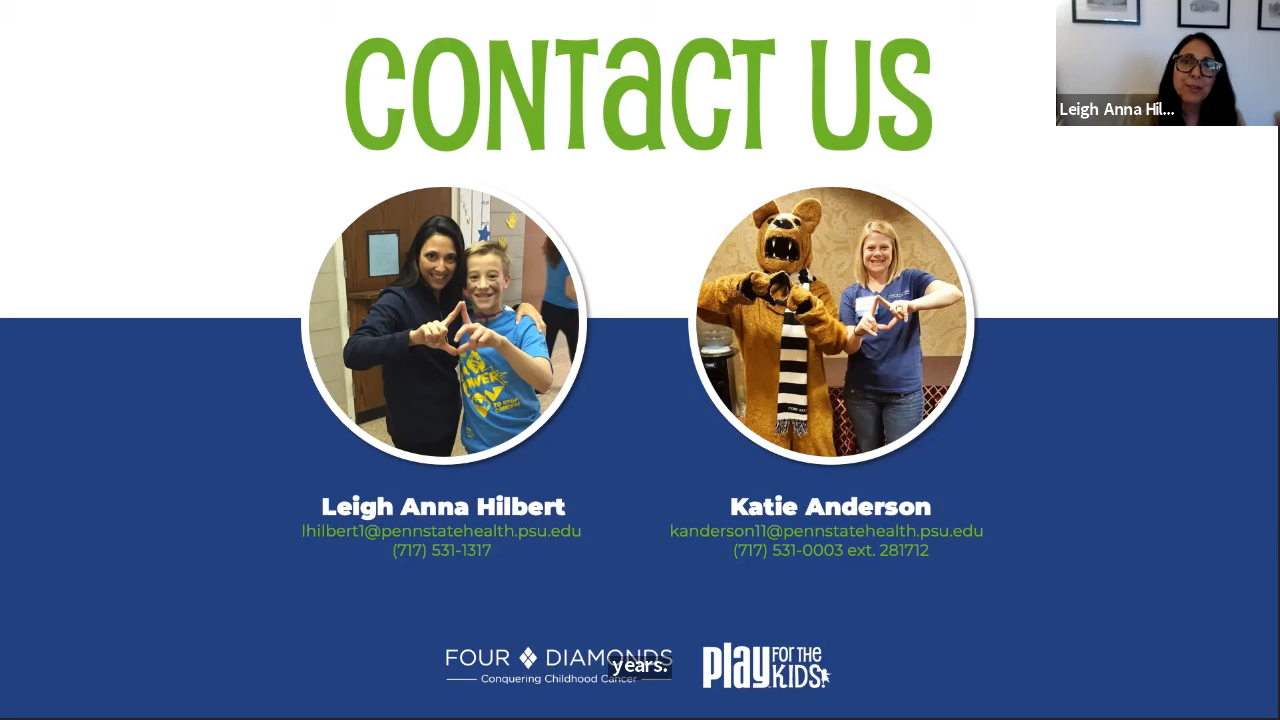 CONTaCT US
Leigh Anna Hil...
Leigh Anna Hilbert
lhilbert1@pennstatehealth.psu.edu
(717) 531-1317
Katie Anderson
kanderson11@pennstatehealth.psu.edu
(717) 531-0003 ext. 281712
FOUR DIAMONDS
Conquering Childhood Cancer
years.
play FOR THE
KIDS